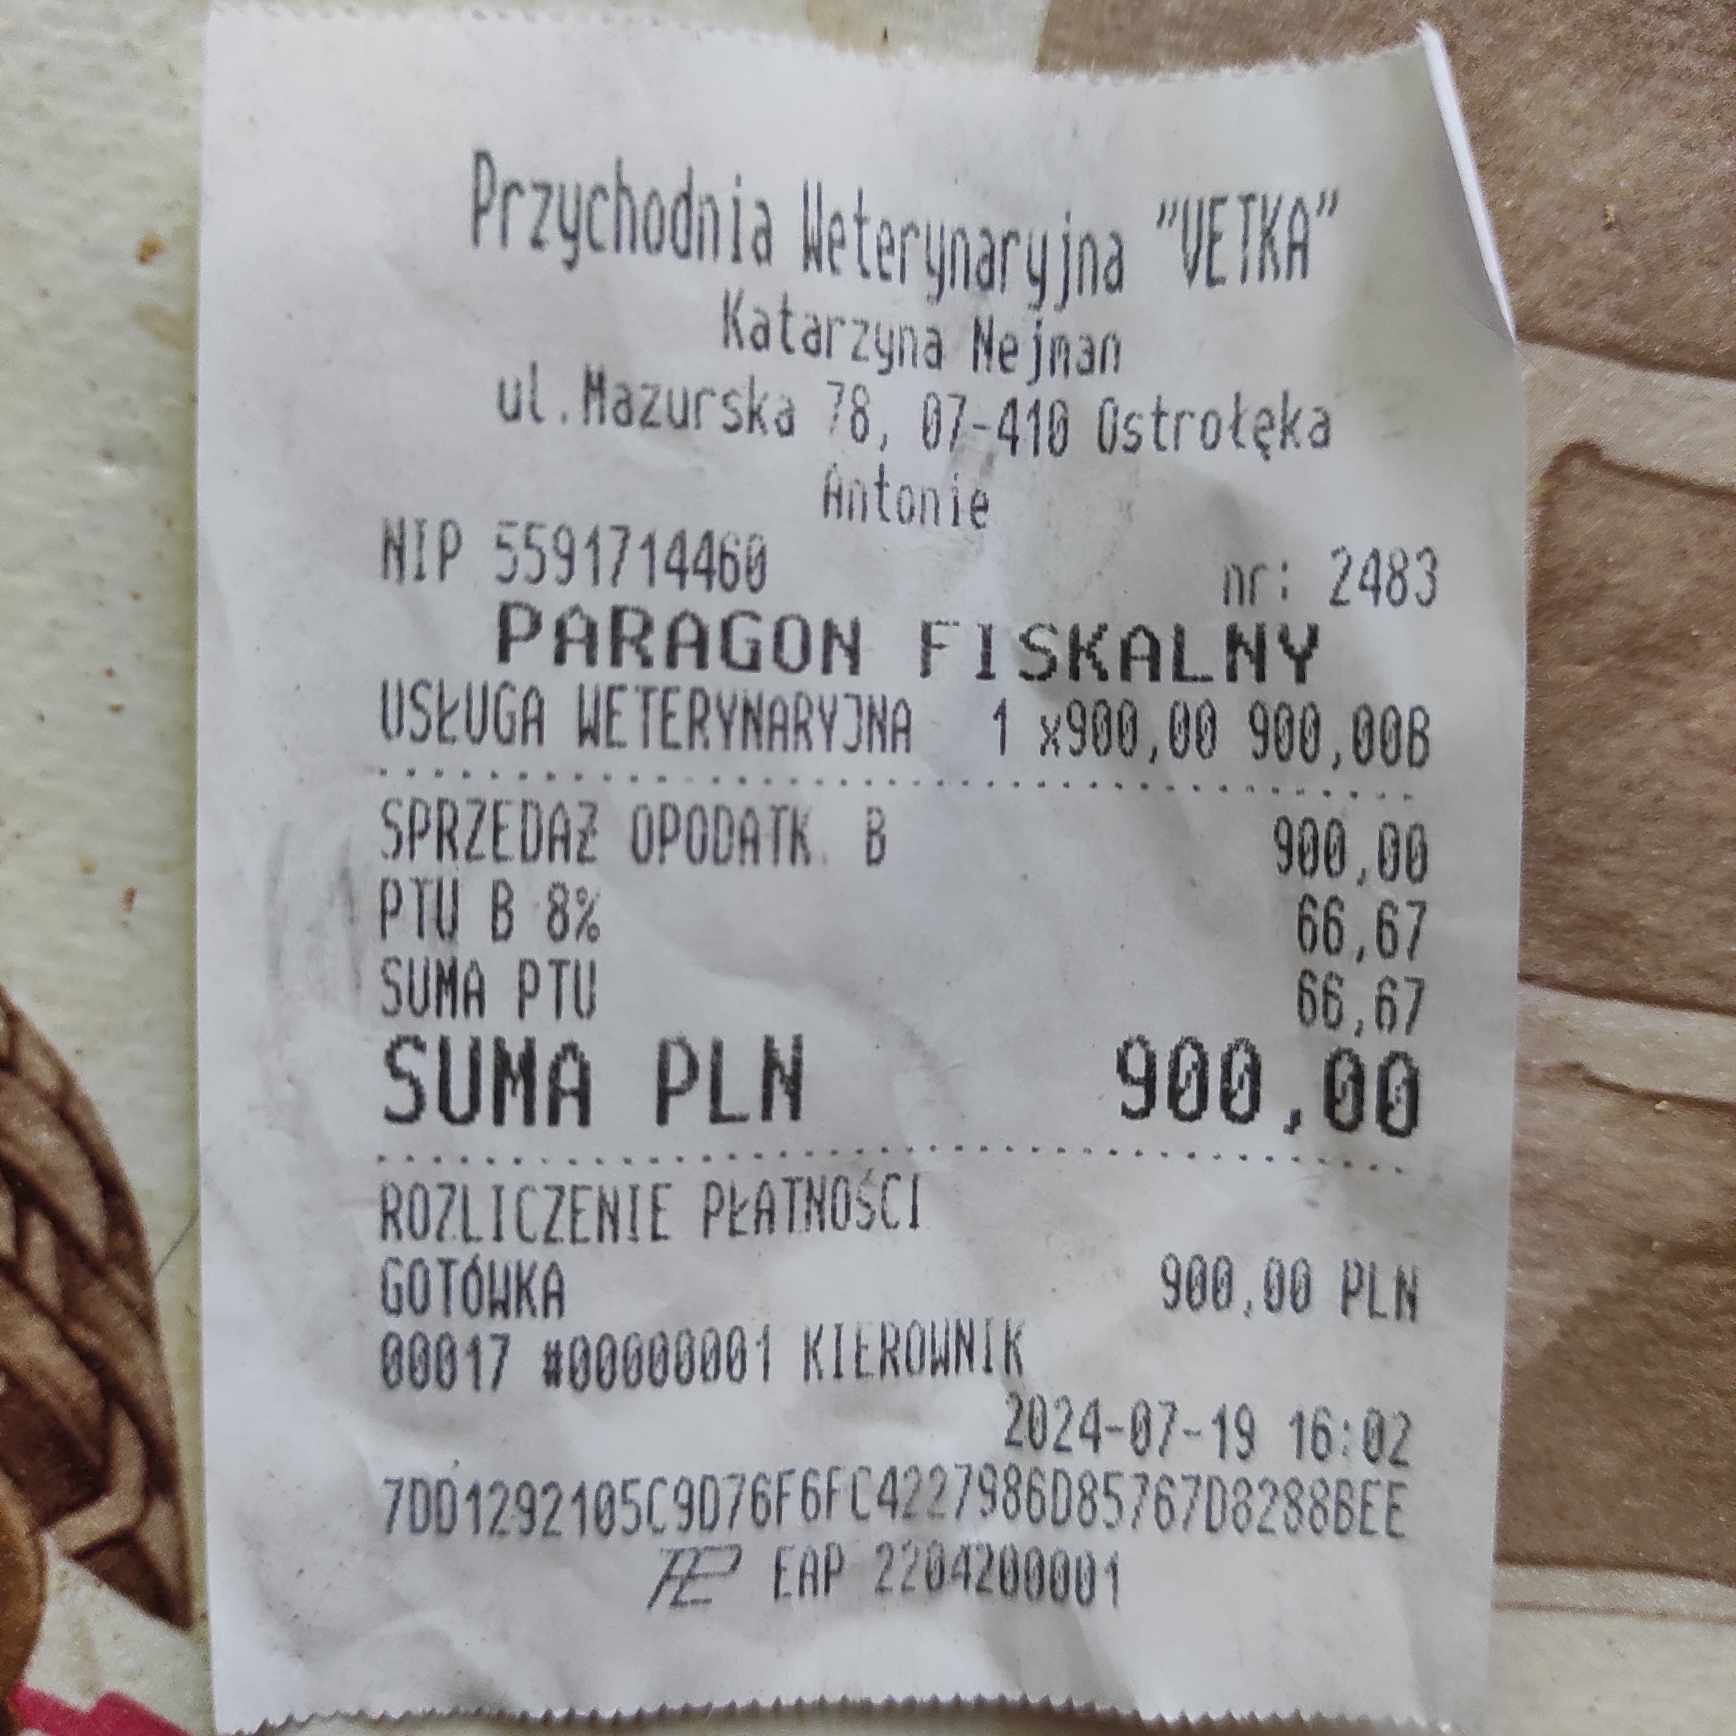 Przychodnia Weterynaryjna "VETKA"
Katarzyna Nejman
ul.Mazurska 78, 07-410 Ostrołęka
Antonie
NIP 5591714460 nr: 2483
PARAGON FISKALNY
USŁUGA WETERYNARYJNA 1 x900,00 900,00B
SPRZEDAŻ OPODATK. B 900,00
PTU B 8% 66,67
SUMA PTU 66,67
SUMA PLN 900,00
ROZLICZENIE PŁATNOŚCI
GOTÓWKA 900,00 PLN
00017 #00000001 KIEROWNIK
2024-07-19 16:02
7DD1292105C9D76F6FC4227986D85767D8288BEE
EAP 2204200001